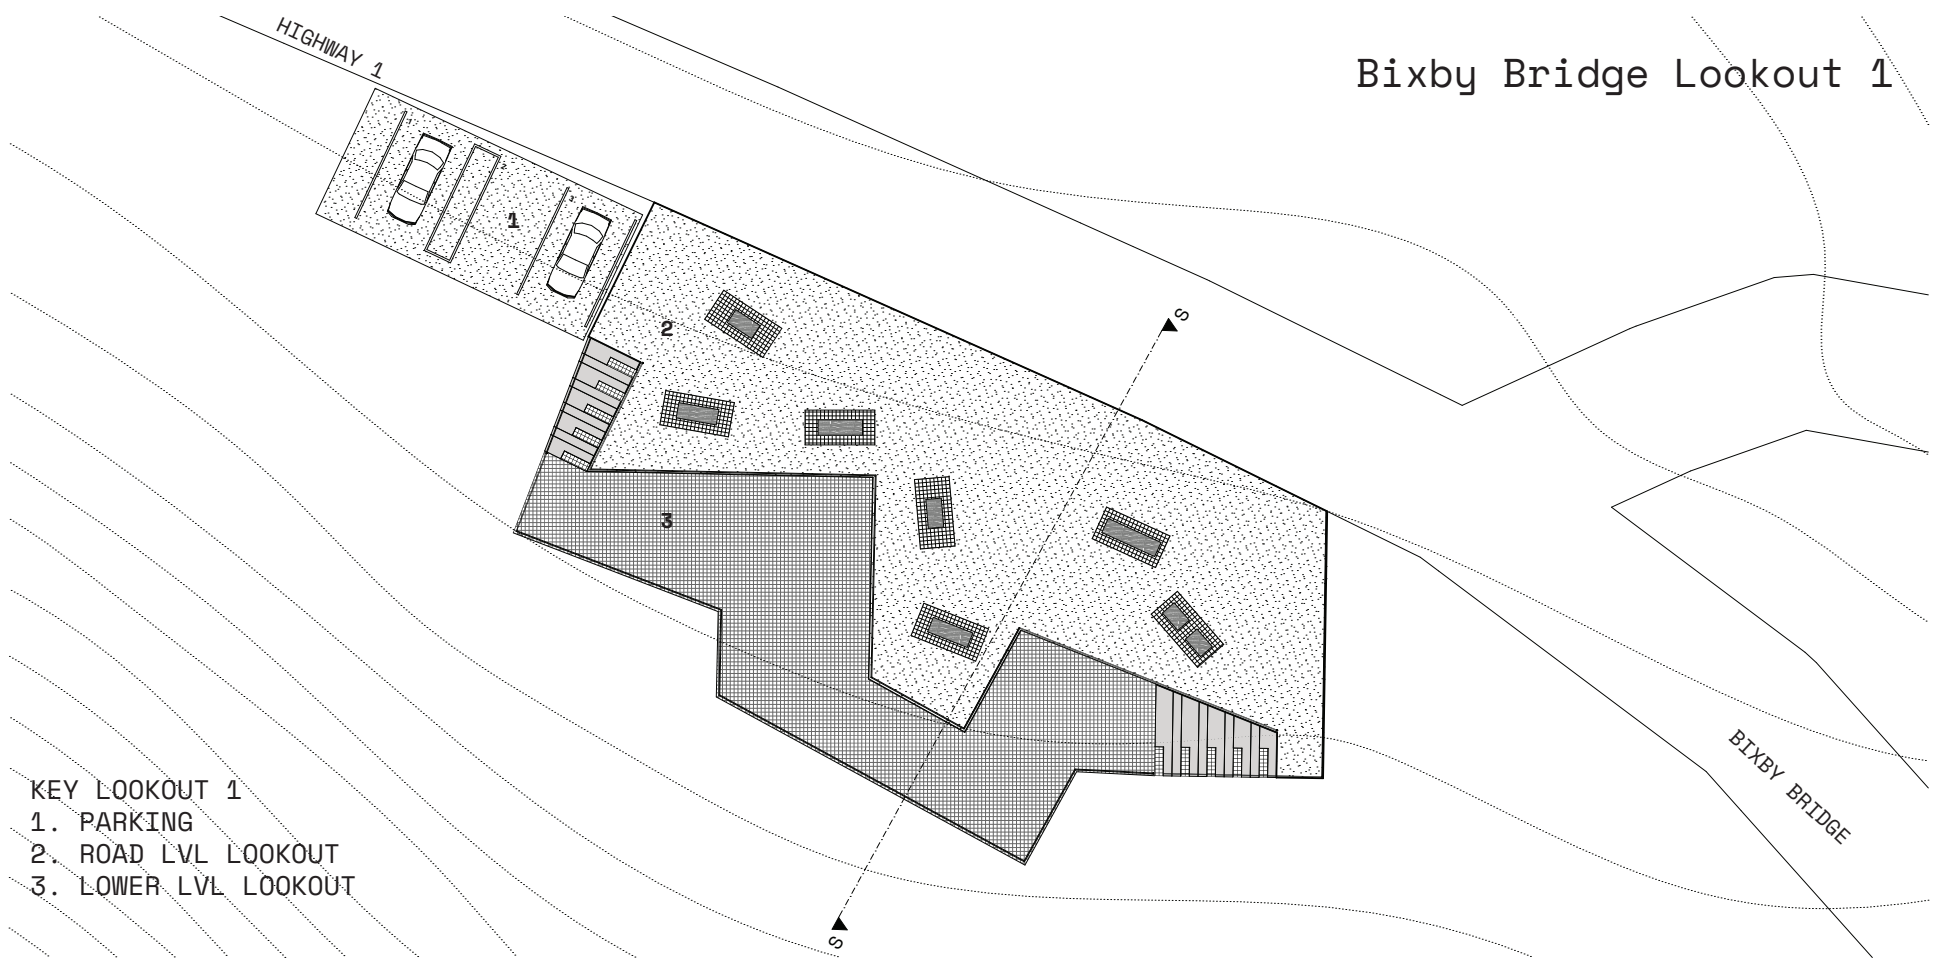 HIGHWAY 1
Bixby Bridge Lookout 1
1
2
3
S
S
BIXBY BRIDGE
KEY LOOKOUT 1
1. PARKING
2. ROAD LVL LOOKOUT
3. LOWER LVL LOOKOUT